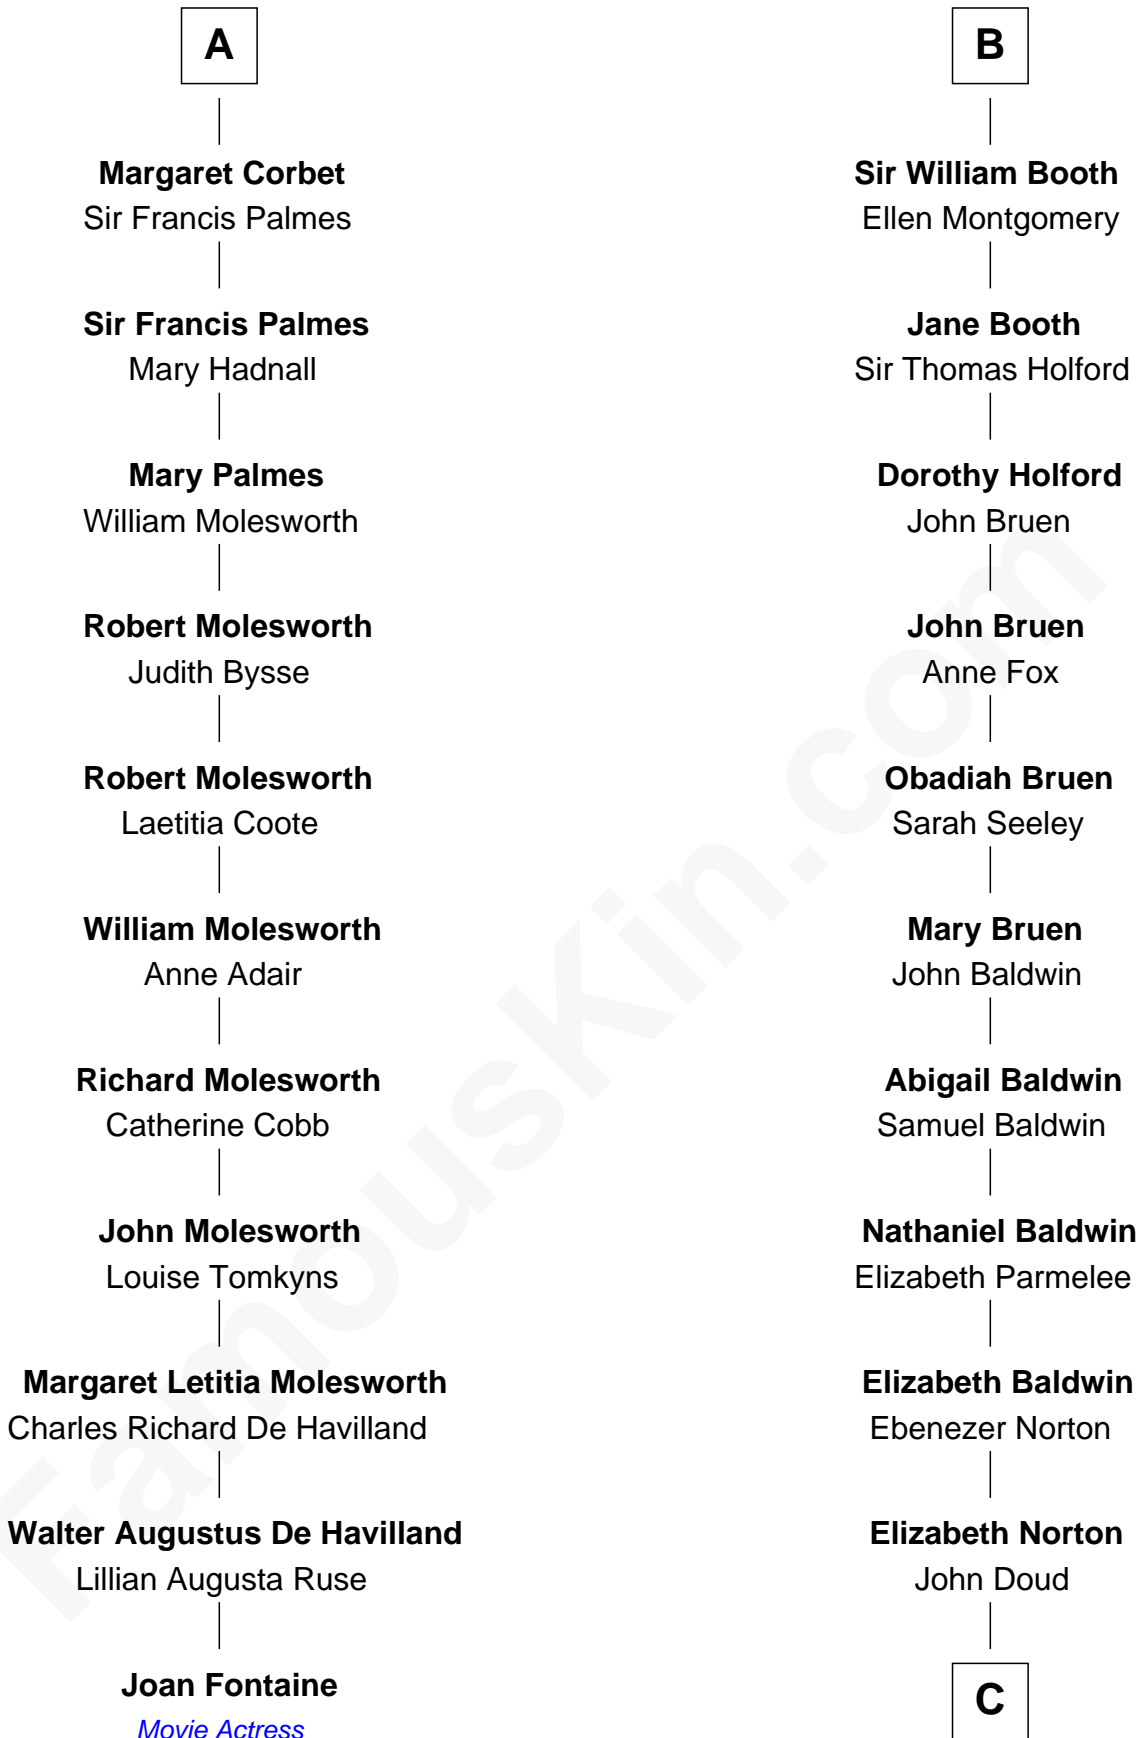 A
Margaret Corbet
Sir Francis Palmes
Sir Francis Palmes
Mary Hadnall
Mary Palmes
William Molesworth
Robert Molesworth
Judith Bysse
Robert Molesworth
Laetitia Coote
William Molesworth
Anne Adair
Richard Molesworth
Catherine Cobb
John Molesworth
Louise Tomkyns
Margaret Letitia Molesworth
Charles Richard De Havilland
Walter Augustus De Havilland
Lillian Augusta Ruse
Joan Fontaine
Movie Actress
B
Sir William Booth
Ellen Montgomery
Jane Booth
Sir Thomas Holford
Dorothy Holford
John Bruen
John Bruen
Anne Fox
Obadiah Bruen
Sarah Seeley
Mary Bruen
John Baldwin
Abigail Baldwin
Samuel Baldwin
Nathaniel Baldwin
Elizabeth Parmelee
Elizabeth Baldwin
Ebenezer Norton
Elizabeth Norton
John Doud
C
FamousKin.com